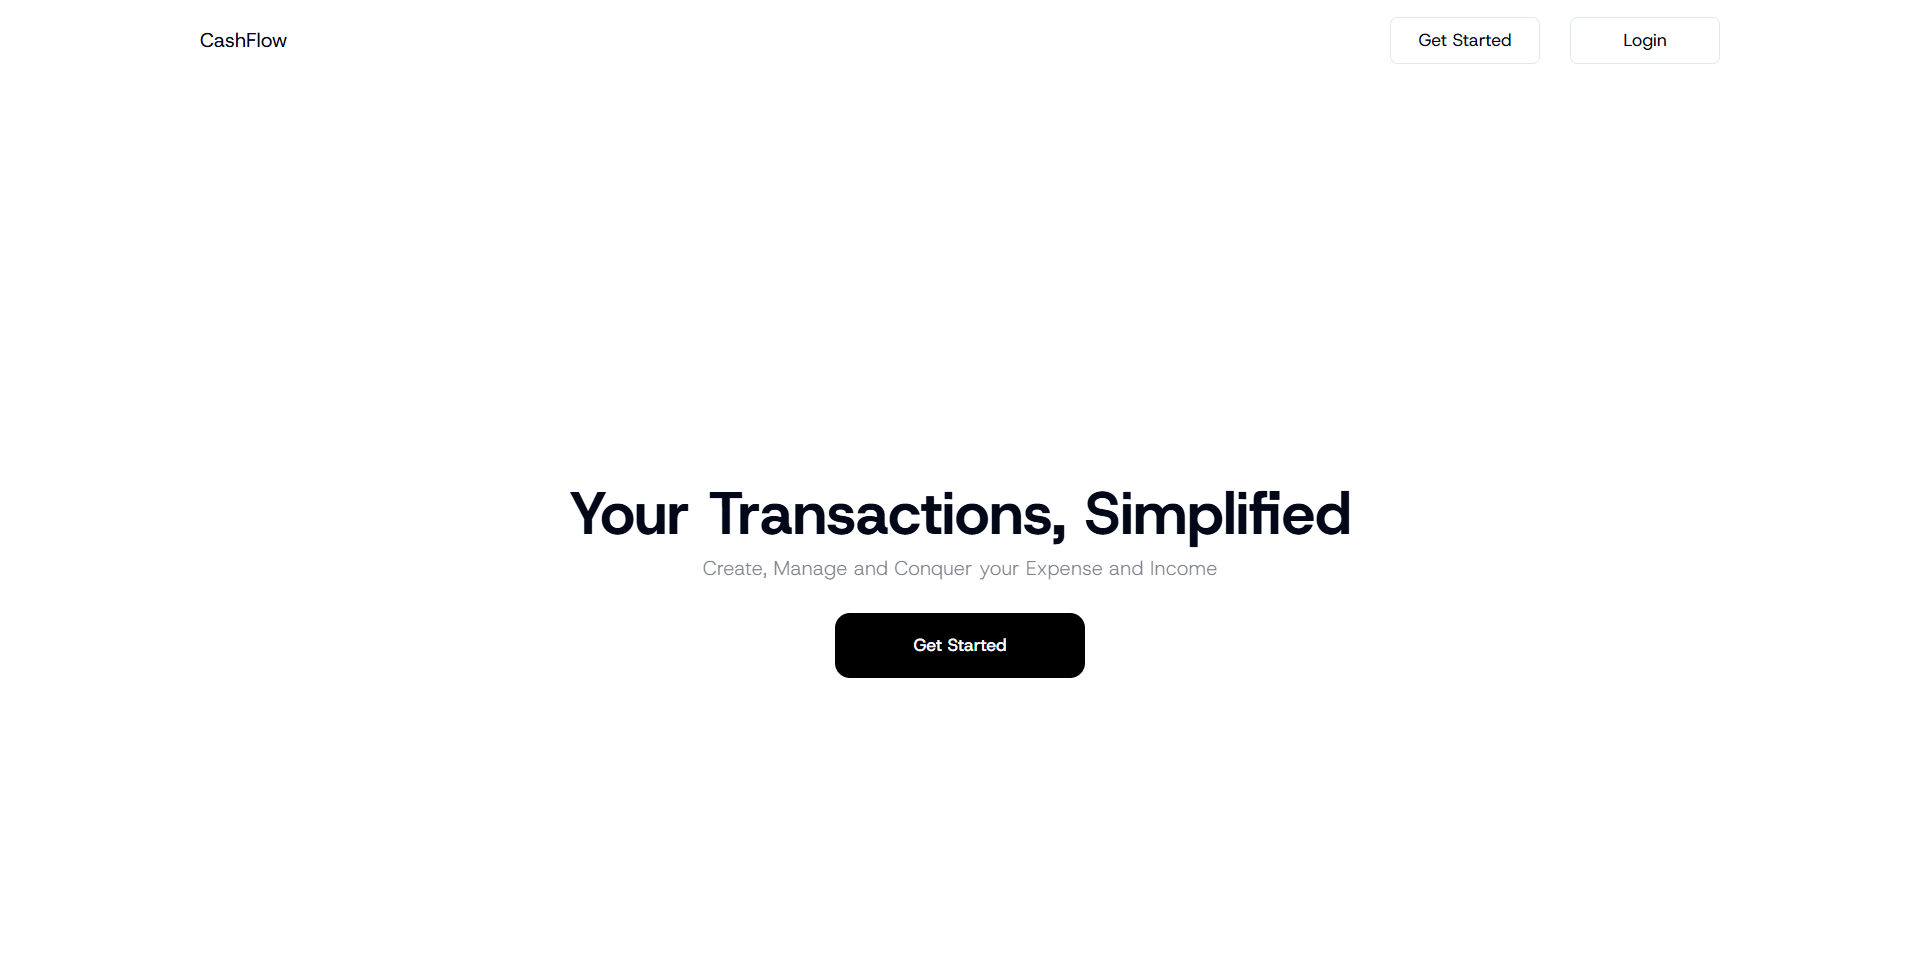 CashFlow
Get Started
Login
Your Transactions, Simplified
Create, Manage and Conquer your Expense and Income
Get Started